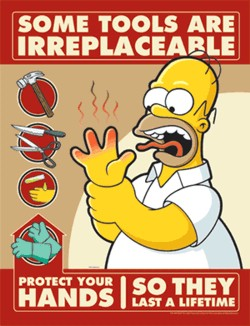 SOME TOOLS ARE
IRREPLACEABLE
PROTECT YOUR
HANDS
SO THEY
LAST A LIFETIME